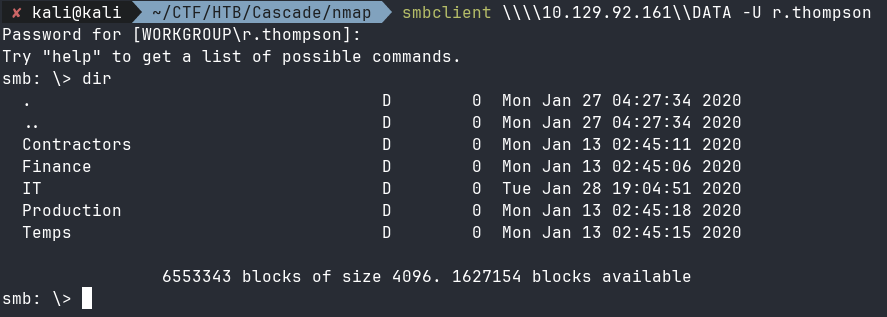 ✘ kali@kali ~/CTF/HTB/Cascade/nmap smbclient \\\\10.129.92.161\\DATA -U r.thompson
Password for [WORKGROUP\r.thompson]:
Try "help" to get a list of possible commands.
smb: \> dir
  .                                   D        0  Mon Jan 27 04:27:34 2020
  ..                                  D        0  Mon Jan 27 04:27:34 2020
  Contractors                         D        0  Mon Jan 13 02:45:11 2020
  Finance                             D        0  Mon Jan 13 02:45:06 2020
  IT                                  D        0  Tue Jan 28 19:04:51 2020
  Production                          D        0  Mon Jan 13 02:45:18 2020
  Temps                               D        0  Mon Jan 13 02:45:15 2020
                6553343 blocks of size 4096. 1627154 blocks available
smb: \>